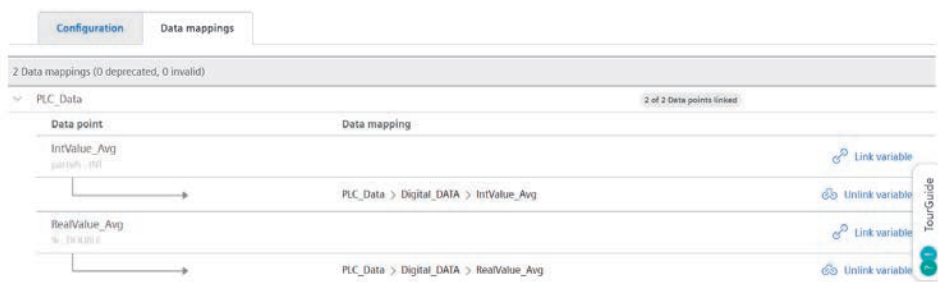 Configuration Data mappings
2 Data mappings (0 deprecated, 0 invalid)
PLC_Data 2 of 2 Data points linked
Data point Data mapping
IntValue_Avg
Link variable
PLC_Data > Digital_DATA > IntValue_Avg Unlink variable
RealValue_Avg
Link variable
PLC_Data > Digital_DATA > RealValue_Avg Unlink variable
TourGuide